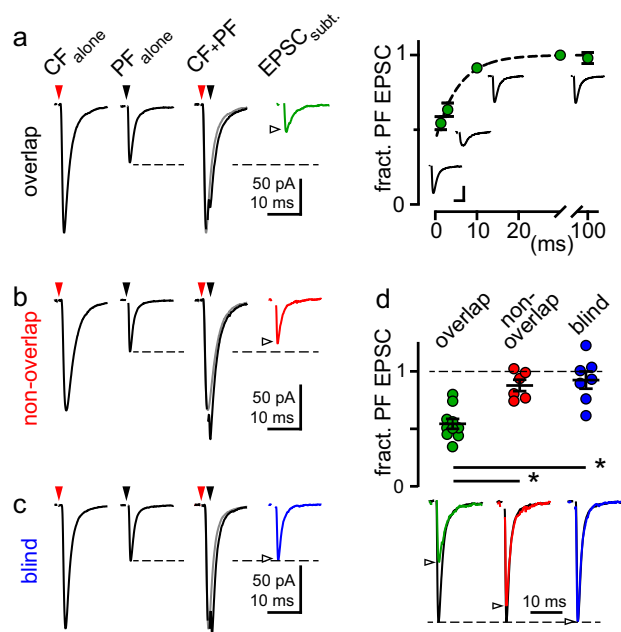 a
CF alone
PF alone
CF+PF
EPSC subt.
overlap
50 pA
10 ms
fract. PF EPSC
1
0
0
10
20
(ms)
100
b
non-overlap
50 pA
10 ms
c
blind
50 pA
10 ms
d
overlap
non-
overlap
blind
fract. PF EPSC
1
0
*
*
10 ms